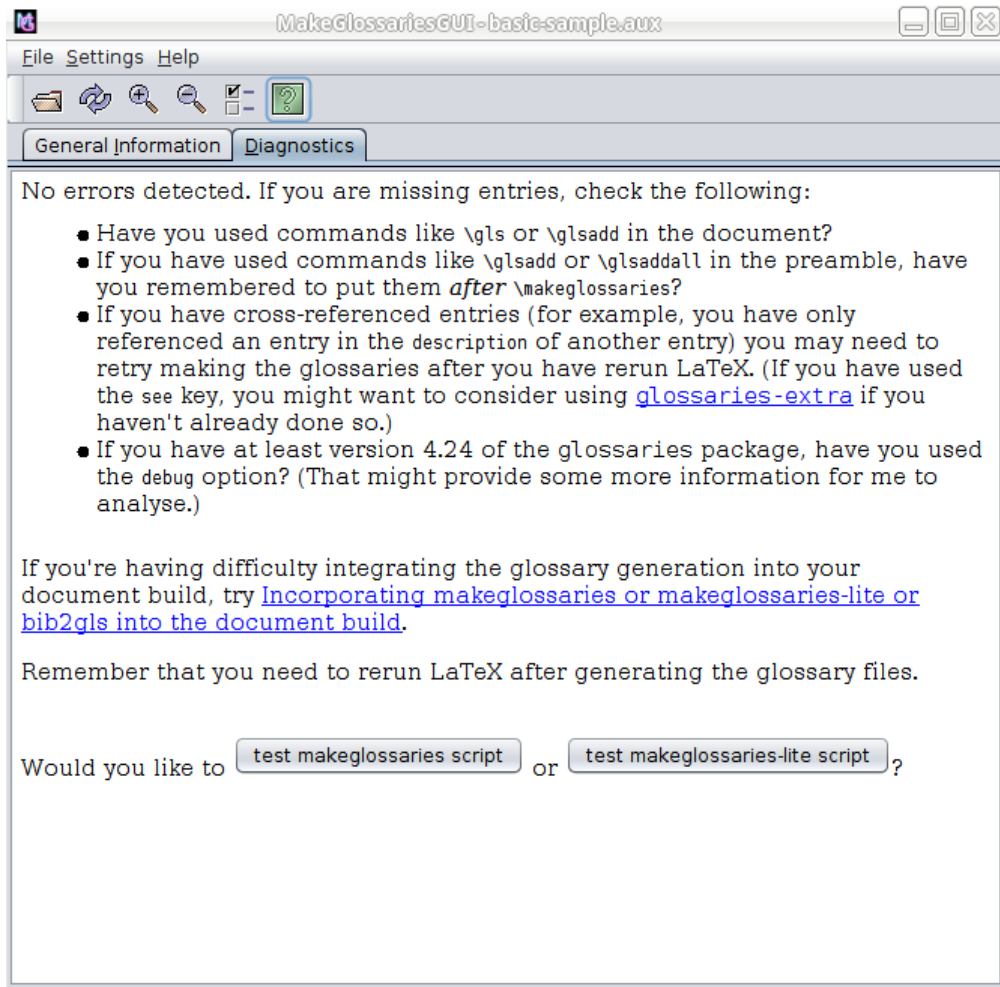 MakeGlossariesGUI - basic-sample.aux
File Settings Help
General Information Diagnostics
No errors detected. If you are missing entries, check the following:
• Have you used commands like \gls or \glsadd in the document?
• If you have used commands like \glsadd or \glsaddall in the preamble, have
you remembered to put them after \makeglossaries?
• If you have cross-referenced entries (for example, you have only
referenced an entry in the description of another entry) you may need to
retry making the glossaries after you have rerun LaTeX. (If you have used
the see key, you might want to consider using glossaries-extra if you
haven't already done so.)
• If you have at least version 4.24 of the glossaries package, have you used
the debug option? (That might provide some more information for me to
analyse.)
If you're having difficulty integrating the glossary generation into your
document build, try Incorporating makeglossaries or makeglossaries-lite or
bib2gls into the document build.
Remember that you need to rerun LaTeX after generating the glossary files.
Would you like to test makeglossaries script or test makeglossaries-lite script ?